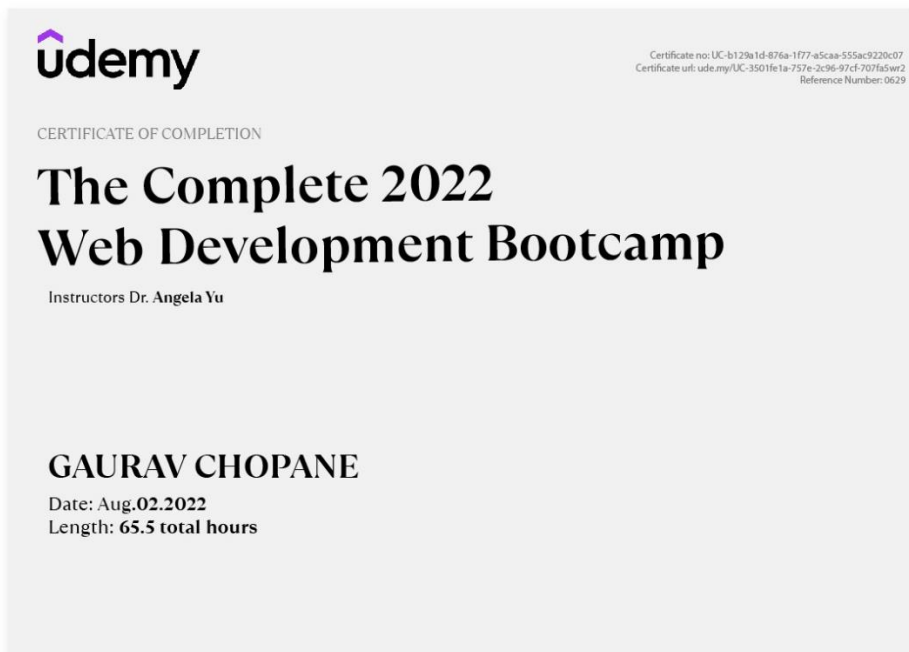 udemy
Certificate no: UC-b129a1d-876a-1f77-a5caa-555ac9220c07
Certificate url: ude.my/UC-3501fe1a-757e-2c96-97cf-707fa5wr2
Reference Number: 0629
CERTIFICATE OF COMPLETION
The Complete 2022
Web Development Bootcamp
Instructors Dr. Angela Yu
GAURAV CHOPANE
Date: Aug.02.2022
Length: 65.5 total hours